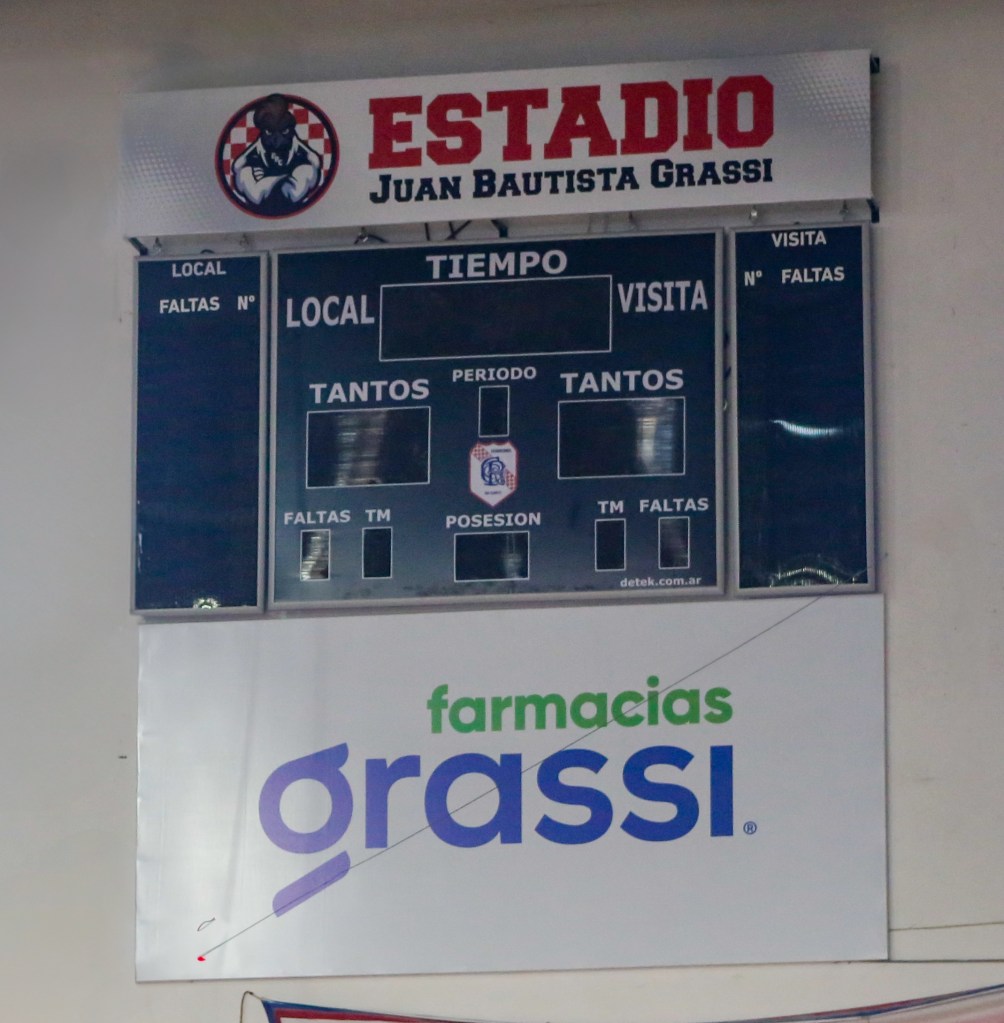 ESTADIO
JUAN BAUTISTA GRASSI
LOCAL
FALTAS Nº
TIEMPO
LOCAL
VISITA
PERIODO
TANTOS
TANTOS
FALTAS TM
POSESION
TM FALTAS
detek.com.ar
VISITA
Nº FALTAS
farmacias
grassi®